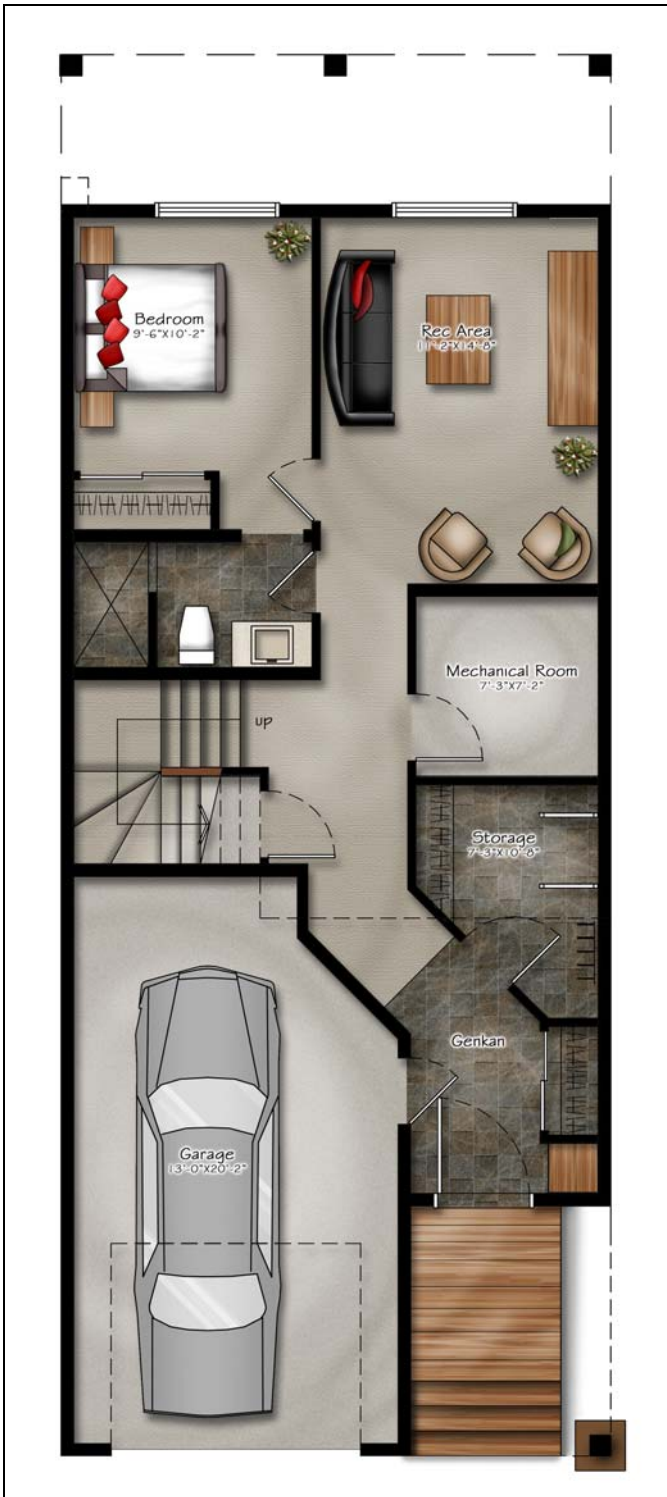 Bedroom
9'-6"X10'-2"
Rec Area
11'-2"X14'-8"
Mechanical Room
7'-3"X7'-2"
up
Storage
7'-3"X10'-8"
Genkan
Garage
13'-0"X20'-2"